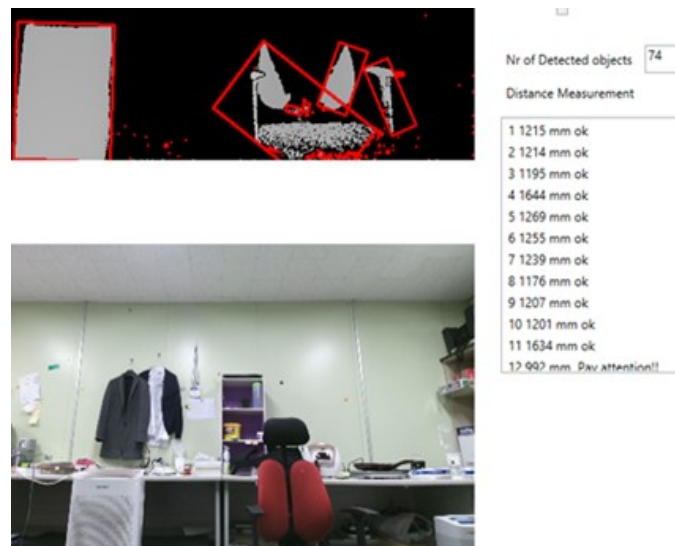 Nr of Detected objects 74
Distance Measurement
1 1215 mm ok
2 1214 mm ok
3 1195 mm ok
4 1644 mm ok
5 1269 mm ok
6 1255 mm ok
7 1239 mm ok
8 1176 mm ok
9 1207 mm ok
10 1201 mm ok
11 1634 mm ok
12 992 mm Pay attention!!